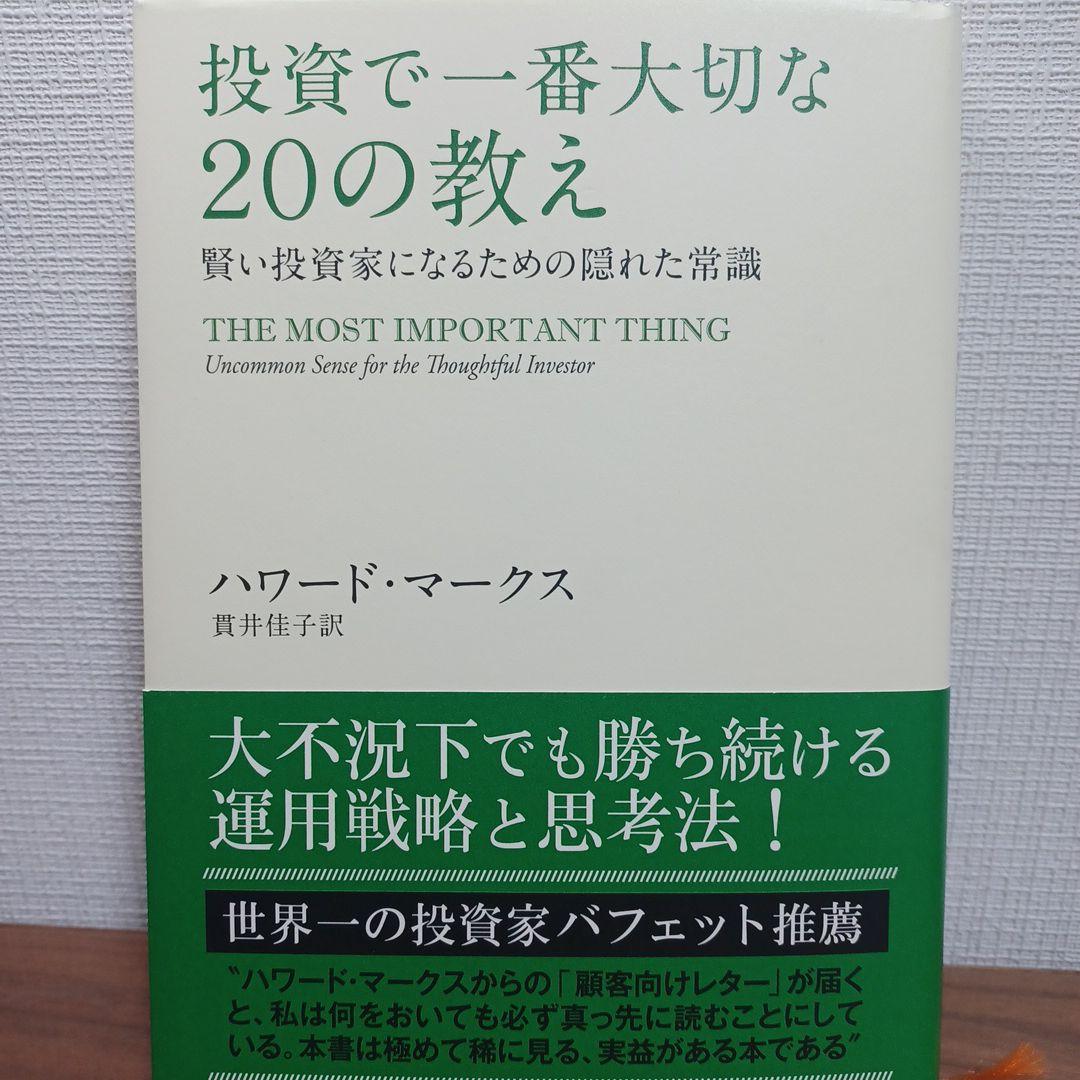 投資で一番大切な
20の教え
賢い投資家になるための隠れた常識
THE MOST IMPORTANT THING
Uncommon Sense for the Thoughtful Investor
ハワード・マークス
貫井佳子訳
大不況下でも勝ち続ける
運用戦略と思考法！
世界一の投資家バフェット推薦
“ハワード・マークスからの「顧客向けレター」が届く
と、私は何をおいても必ず真っ先に読むことにして
いる。本書は極めて稀に見る、実益がある本である”